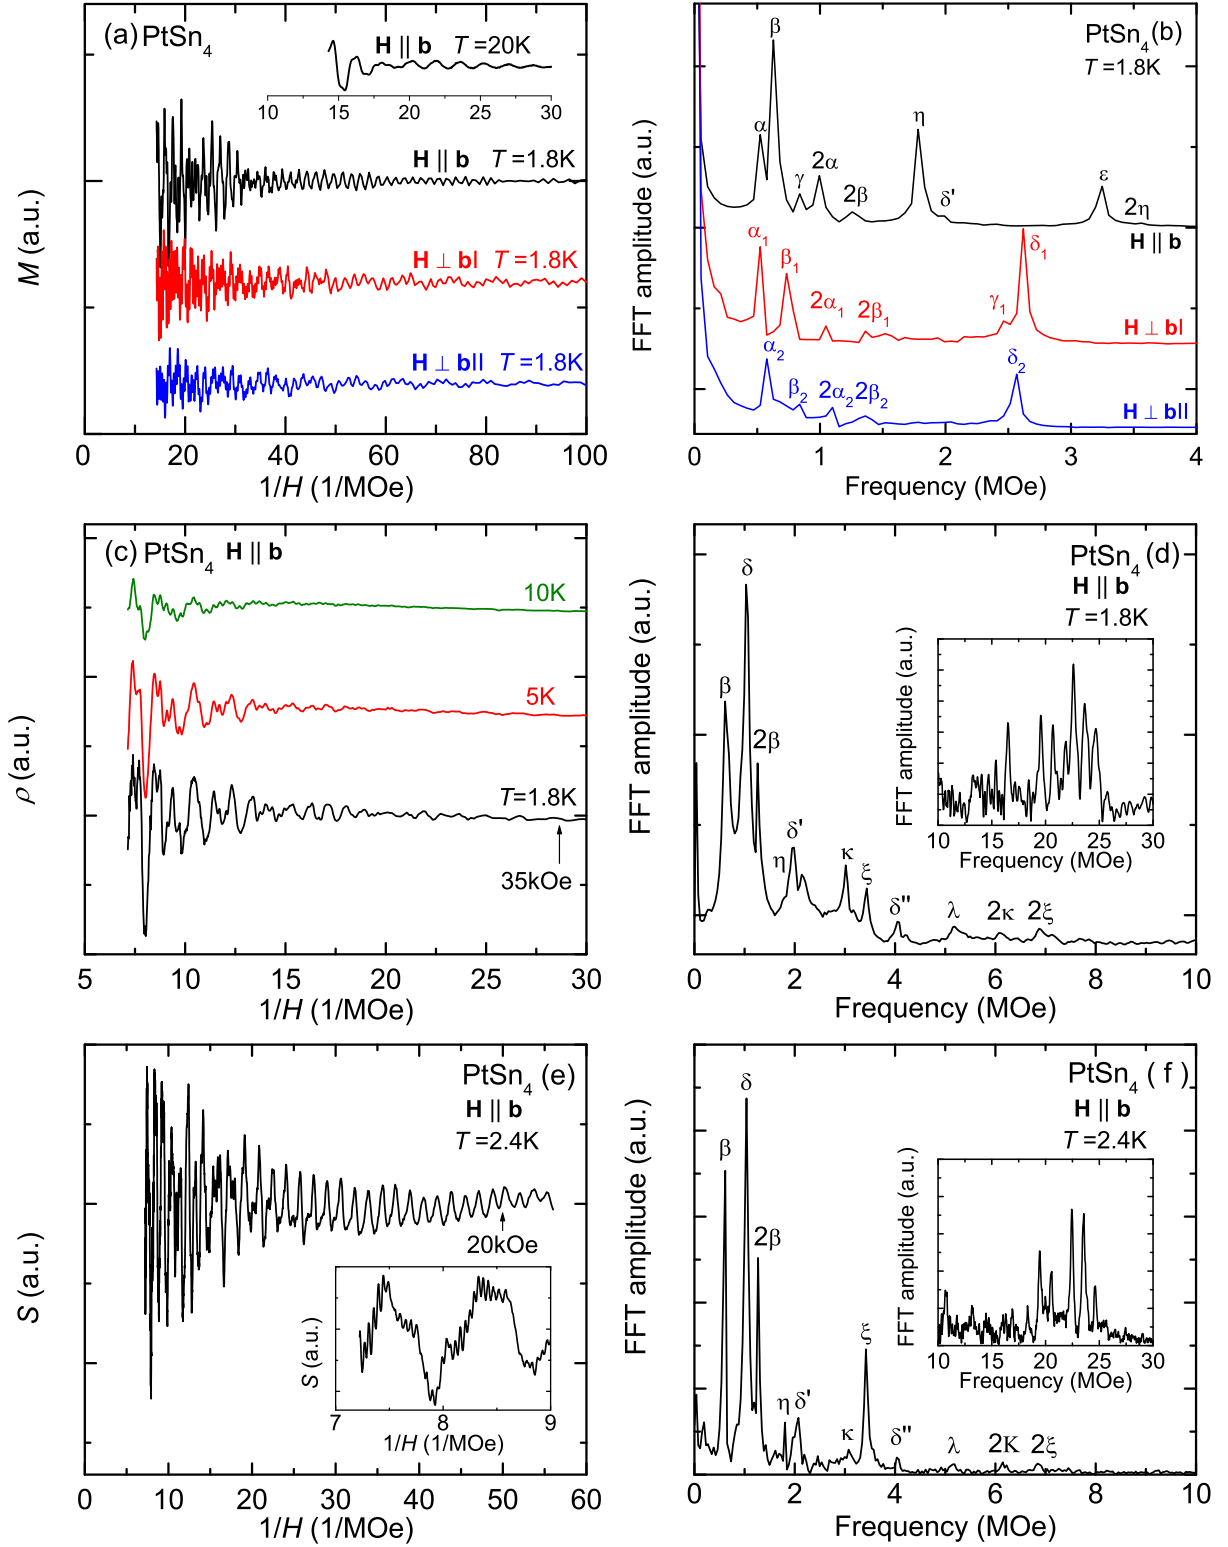 (a) PtSn4
H || b T =20K
10 15 20 25 30
H || b T =1.8K
H ⊥ bI T =1.8K
H ⊥ bII T =1.8K
M (a.u.)
0 20 40 60 80 100
1/H (1/MOe)
PtSn4 (b)
T =1.8K
β
α
γ
2α
2β
η
δ'
ε
2η
H || b
α1
β1
2α1
2β1
γ1
δ1
H ⊥ bI
α2
β2
2α2
2β2
δ2
H ⊥ bII
FFT amplitude (a.u.)
0 1 2 3 4
Frequency (MOe)
(c) PtSn4 H || b
10K
5K
T=1.8K
35kOe
ρ (a.u.)
5 10 15 20 25 30
1/H (1/MOe)
PtSn4 (d)
H || b
T =1.8K
δ
β
2β
δ'
η
κ
ξ
δ''
λ
2κ
2ξ
FFT amplitude (a.u.)
10 15 20 25 30
Frequency (MOe)
FFT amplitude (a.u.)
0 2 4 6 8 10
Frequency (MOe)
PtSn4 (e)
H || b
T =2.4K
20kOe
S (a.u.)
7 8 9
1/H (1/MOe)
S (a.u.)
0 10 20 30 40 50 60
1/H (1/MOe)
PtSn4 ( f )
H || b
T =2.4K
δ
β
2β
ξ
η δ'
κ
δ''
λ
2K
2ξ
FFT amplitude (a.u.)
10 15 20 25 30
Frequency (MOe)
FFT amplitude (a.u.)
0 2 4 6 8 10
Frequency (MOe)